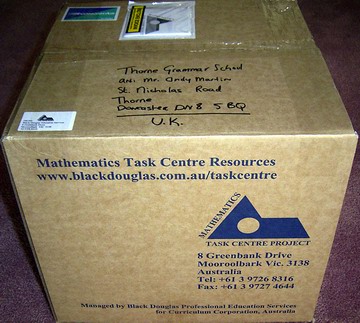 Thorne Grammar School
att: Mr. Andy Martin
St. Nicholas Road
Thorne
Doncaster DN8 5BQ
U.K.
Mathematics Task Centre Resources
www.blackdouglas.com.au/taskcentre
MATHEMATICS
TASK CENTRE PROJECT
8 Greenbank Drive
Mooroolbark Vic. 3138
Australia
Tel: +61 3 9726 8316
Fax: +61 3 9727 4644
Managed by Black Douglas Professional Education Services
for Curriculum Corporation, Australia